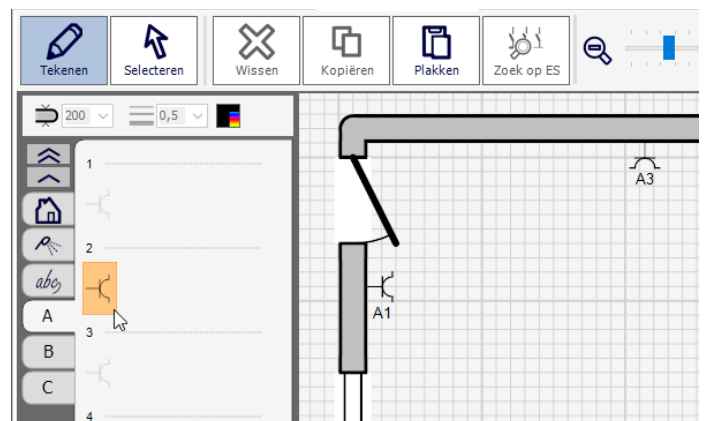 Tekenen Selecteren Wissen Kopiëren Plakken Zoek op ES
200 0,5
1
2
abc
A
3
B
C
4
A3
A1